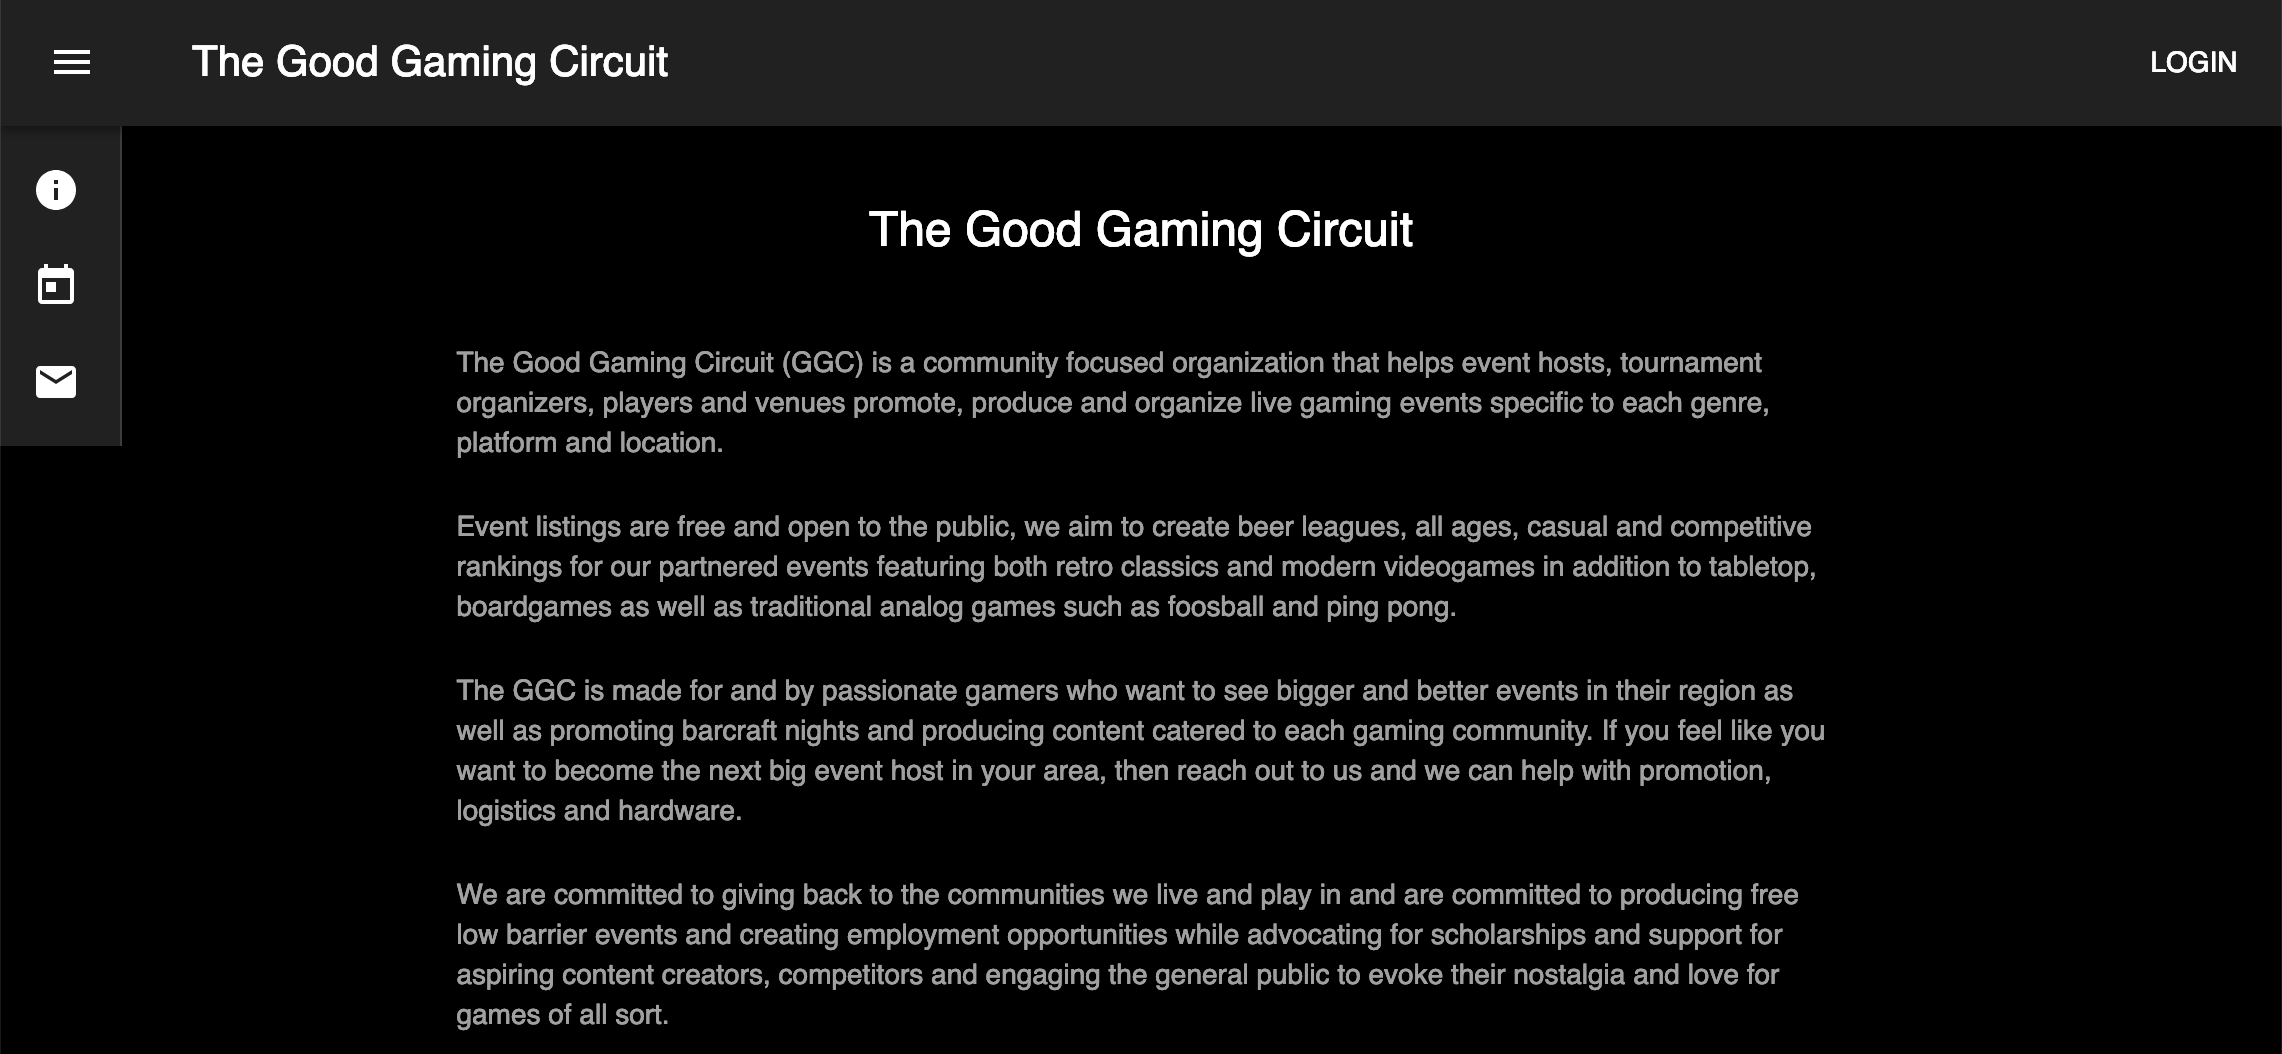 The Good Gaming Circuit
LOGIN
The Good Gaming Circuit
The Good Gaming Circuit (GGC) is a community focused organization that helps event hosts, tournament
organizers, players and venues promote, produce and organize live gaming events specific to each genre,
platform and location.
Event listings are free and open to the public, we aim to create beer leagues, all ages, casual and competitive
rankings for our partnered events featuring both retro classics and modern videogames in addition to tabletop,
boardgames as well as traditional analog games such as foosball and ping pong.
The GGC is made for and by passionate gamers who want to see bigger and better events in their region as
well as promoting barcraft nights and producing content catered to each gaming community. If you feel like you
want to become the next big event host in your area, then reach out to us and we can help with promotion,
logistics and hardware.
We are committed to giving back to the communities we live and play in and are committed to producing free
low barrier events and creating employment opportunities while advocating for scholarships and support for
aspiring content creators, competitors and engaging the general public to evoke their nostalgia and love for
games of all sort.